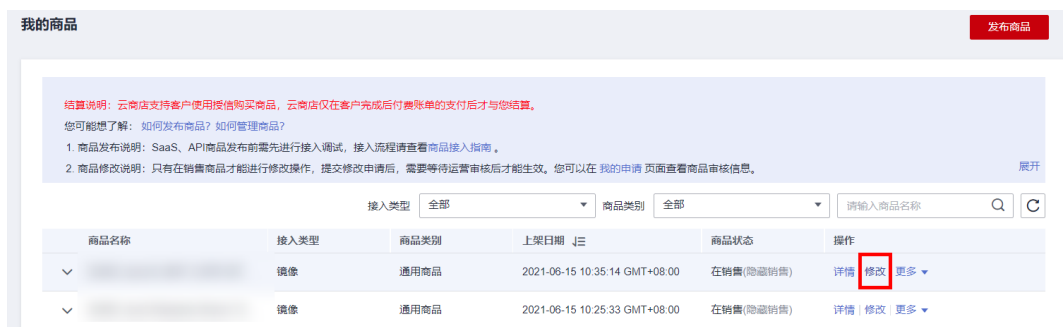 我的商品
发布商品
结算说明：云商店支持客户使用授信购买商品，云商店仅在客户完成后付费账单的支付后才与您结算。
您可能想了解： 如何发布商品？如何管理商品？
1. 商品发布说明：SaaS、API商品发布前需先进行接入调试，接入流程请查看商品接入指南 。
2. 商品修改说明：只有在销售商品才能进行修改操作，提交修改申请后，需要等待运营审核后才能生效。您可以在 我的申请 页面查看商品审核信息。
展开
接入类型 全部 商品类别 全部 请输入商品名称
商品名称 接入类型 商品类别 上架日期 商品状态 操作
镜像 通用商品 2021-06-15 10:35:14 GMT+08:00 在销售(隐藏销售) 详情 修改 更多
镜像 通用商品 2021-06-15 10:25:33 GMT+08:00 在销售(隐藏销售) 详情 修改 更多